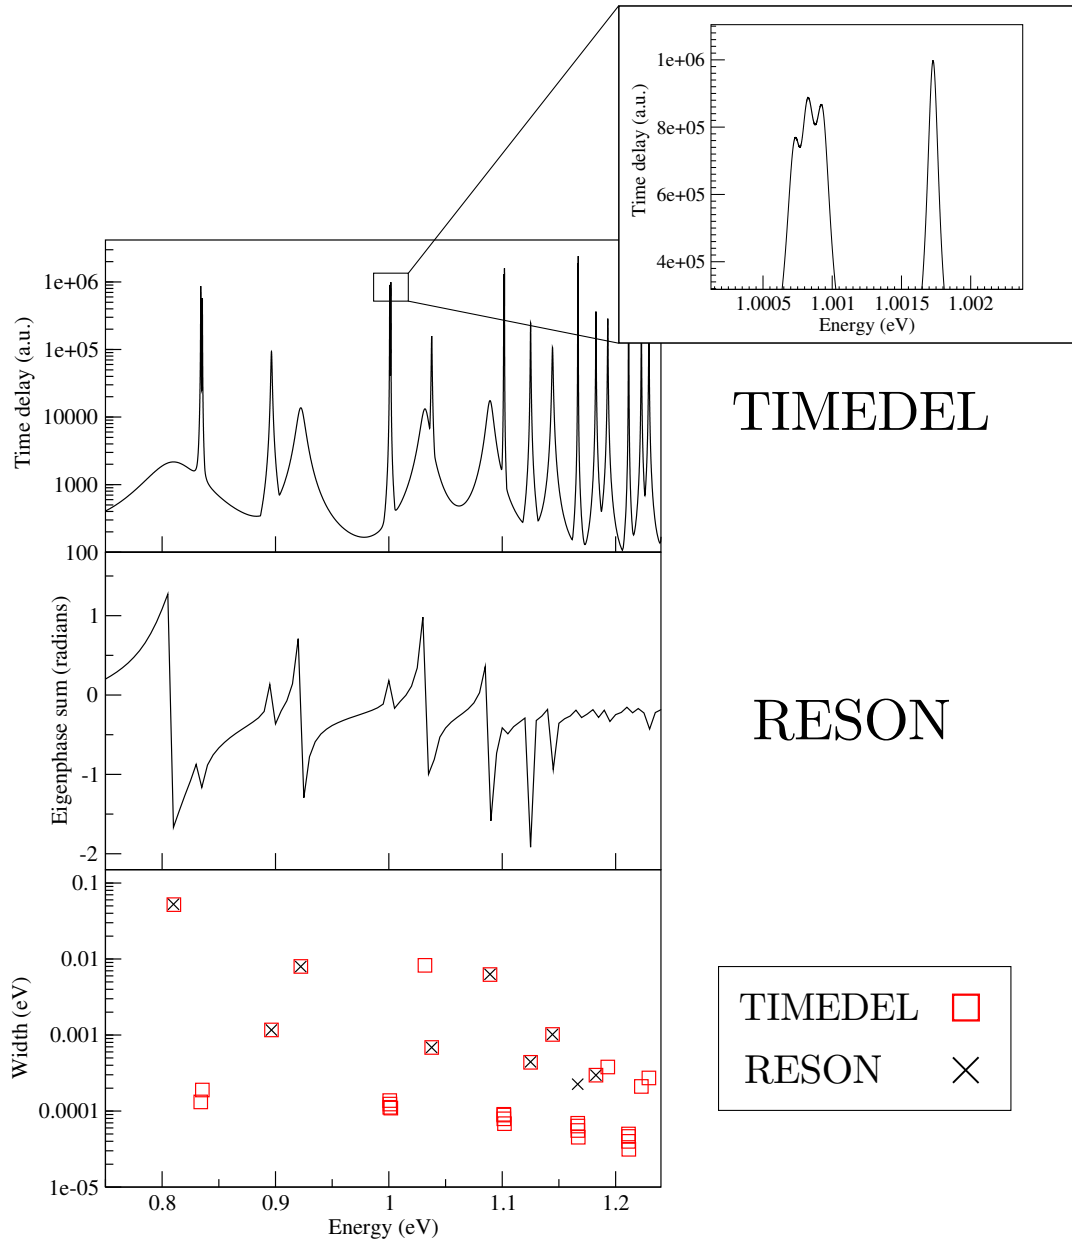 1e+06
8e+05
6e+05
4e+05
Time delay (a.u.)
1.0005 1.001 1.0015 1.002
Energy (eV)
1e+06
1e+05
10000
1000
100
Time delay (a.u.)
TIMEDEL
1
0
-1
-2
Eigenphase sum (radians)
RESON
0.1
0.01
0.001
0.0001
1e-05
Width (eV)
0.8 0.9 1 1.1 1.2
Energy (eV)
TIMEDEL
RESON